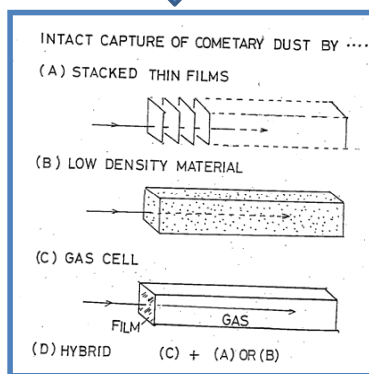 INTACT CAPTURE OF COMETARY DUST BY ....
(A) STACKED THIN FILMS
(B) LOW DENSITY MATERIAL
(C) GAS CELL
FILM
GAS
(D) HYBRID (C) + (A) OR (B)